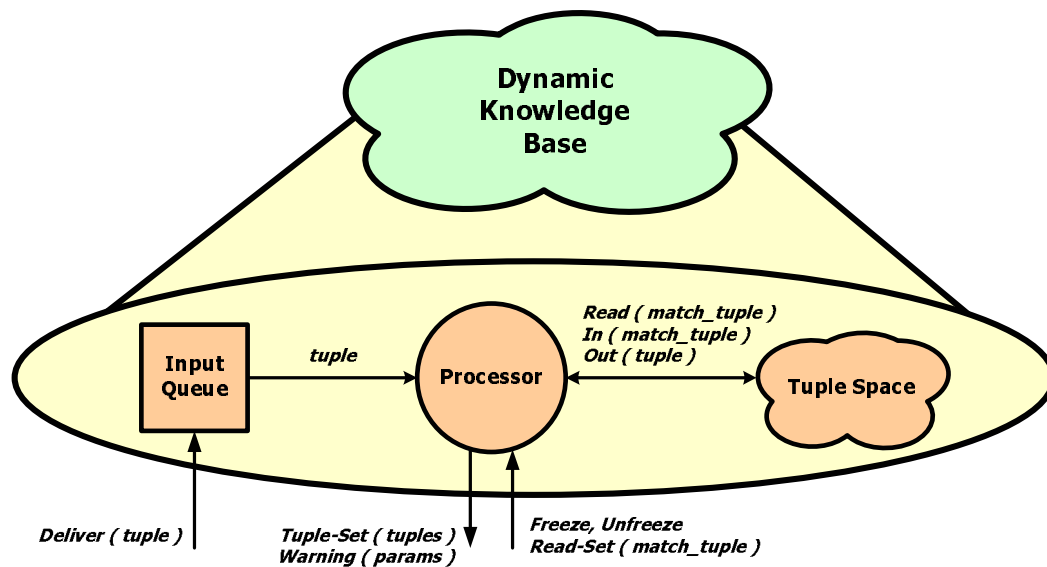 Dynamic
Knowledge
Base
Input
Queue
tuple
Processor
Read ( match_tuple )
In ( match_tuple )
Out ( tuple )
Tuple Space
Deliver ( tuple )
Tuple-Set ( tuples )
Warning ( params )
Freeze, Unfreeze
Read-Set ( match_tuple )